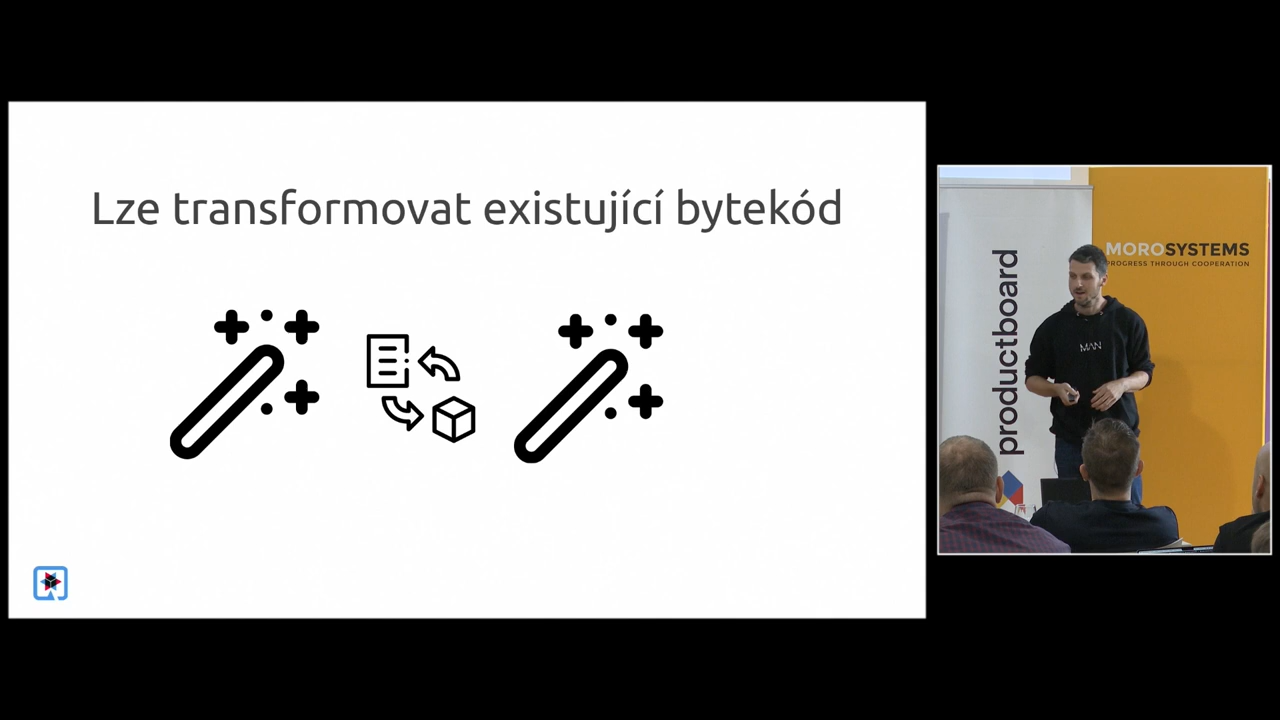 Lze transformovat existující bytekód
productboard
MOROSYSTEMS
PROGRESS THROUGH COOPERATION
MAN